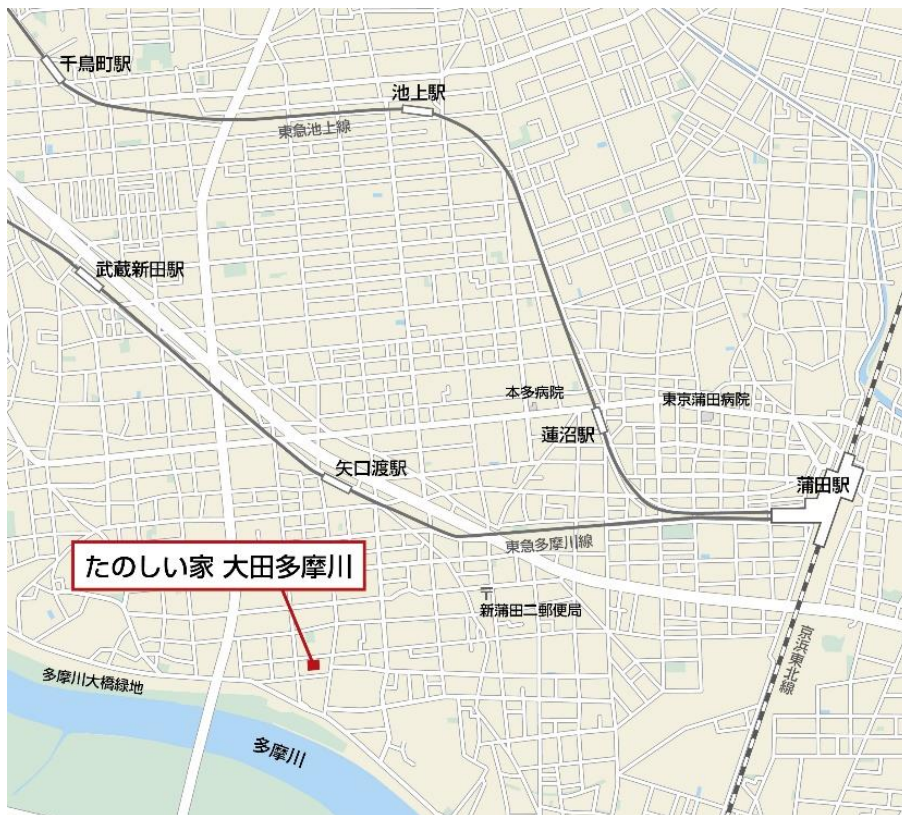 千鳥町駅
池上駅
東急池上線
武蔵新田駅
本多病院
東京蒲田病院
蓮沼駅
矢口渡駅
蒲田駅
東急多摩川線
たのしい家 大田多摩川
〒
新蒲田二郵便局
京浜東北線
多摩川大橋緑地
多摩川